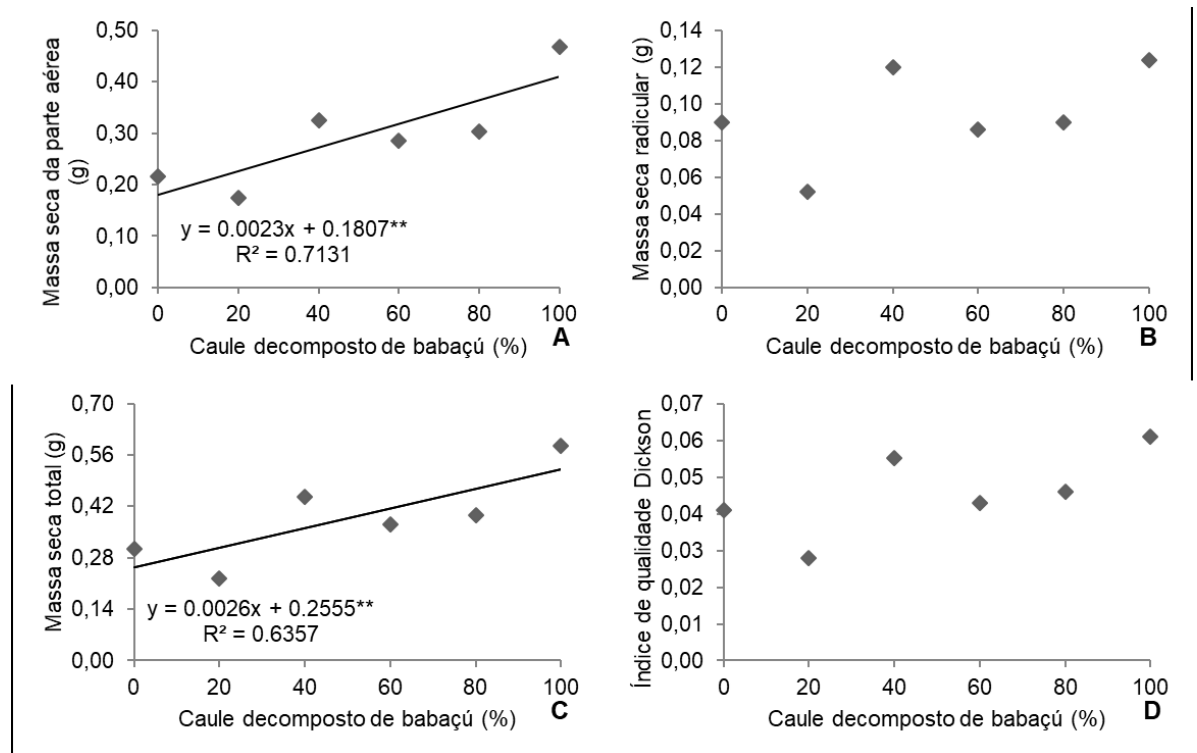 Massa seca da parte aérea
(g)
0,50
0,40
0,30
0,20
0,10
0,00
y = 0.0023x + 0.1807**
R² = 0.7131
0 20 40 60 80 100
Caule decomposto de babaçú (%) A
Massa seca radicular (g)
0,14
0,12
0,10
0,08
0,06
0,04
0,02
0,00
0 20 40 60 80 100
Caule decomposto de babaçú (%) B
Massa seca total (g)
0,70
0,56
0,42
0,28
0,14
0,00
y = 0.0026x + 0.2555**
R² = 0.6357
0 20 40 60 80 100
Caule decomposto de babaçú (%) C
Índice de qualidade Dickson
0,07
0,06
0,05
0,04
0,03
0,02
0,01
0,00
0 20 40 60 80 100
Caule decomposto de babaçú (%) D